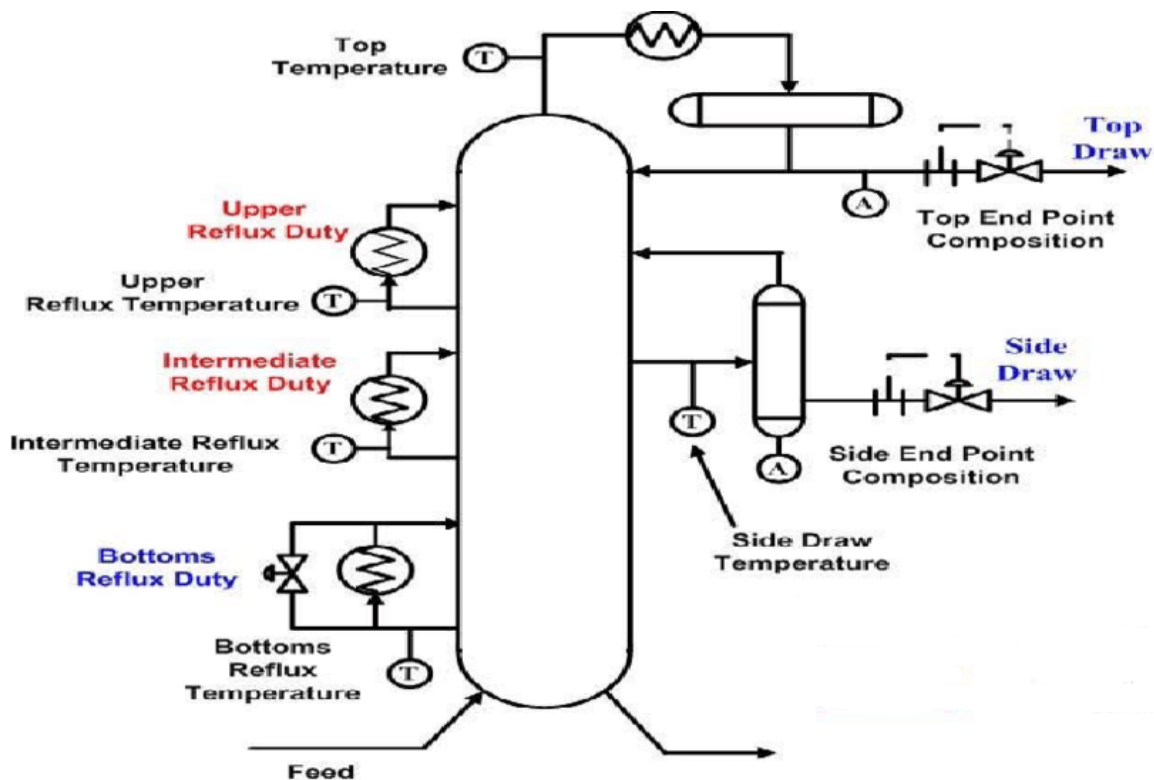 Top
Temperature
T
Top
Draw
A
Top End Point
Composition
Upper
Reflux Duty
Upper
Reflux Temperature
T
Intermediate
Reflux Duty
Side
Draw
Intermediate Reflux
Temperature
T
T
A
Side End Point
Composition
Side Draw
Temperature
Bottoms
Reflux Duty
Bottoms
Reflux
Temperature
T
Feed